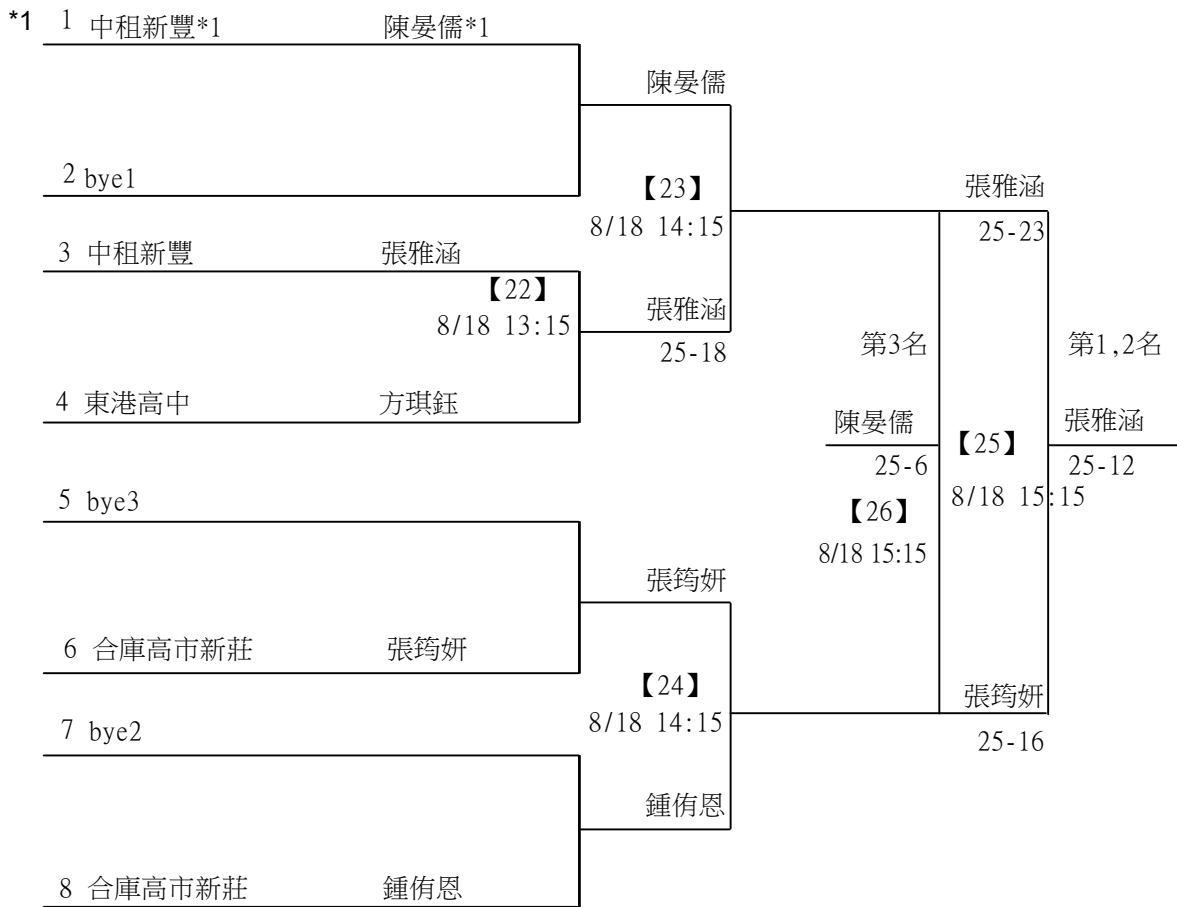 *1 1 中租新豐*1 陳晏儒*1
陳晏儒
2 bye1
【23】
8/18 14:15
張雅涵
25-23
3 中租新豐 張雅涵
【22】
8/18 13:15
張雅涵
25-18
第3名
第1,2名
4 東港高中 方琪鈺
陳晏儒
25-6
【25】
8/18 15:15
張雅涵
25-12
【26】
8/18 15:15
5 bye3
張筠妍
6 合庫高市新莊 張筠妍
【24】
8/18 14:15
張筠妍
25-16
7 bye2
鍾侑恩
8 合庫高市新莊 鍾侑恩